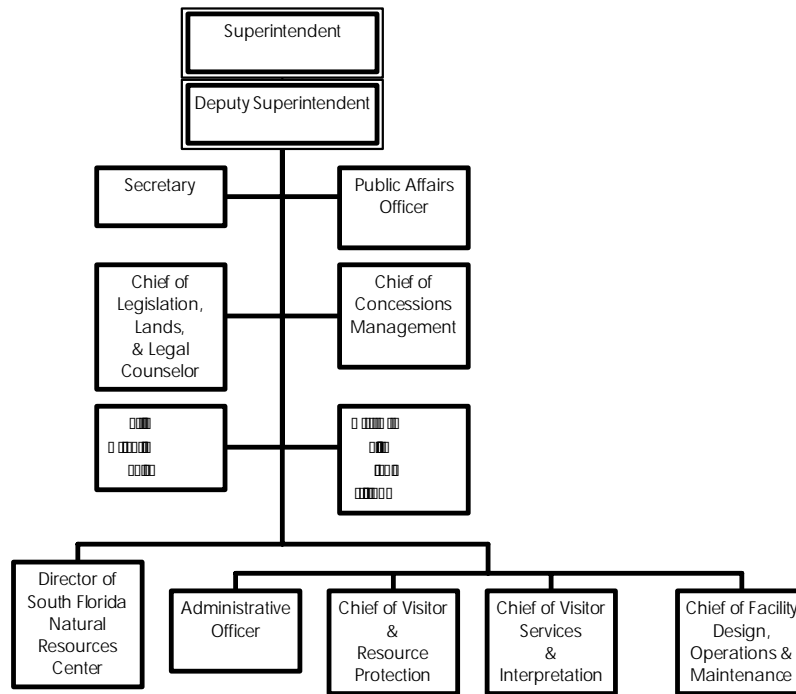 Superintendent
Deputy Superintendent
Secretary
Public Affairs
Officer
Chief of
Legislation,
Lands,
& Legal
Counselor
Chief of
Concessions
Management
Director of
South Florida
Natural
Resources
Center
Administrative
Officer
Chief of Visitor
&
Resource
Protection
Chief of Visitor
Services
&
Interpretation
Chief of Facility
Design,
Operations &
Maintenance